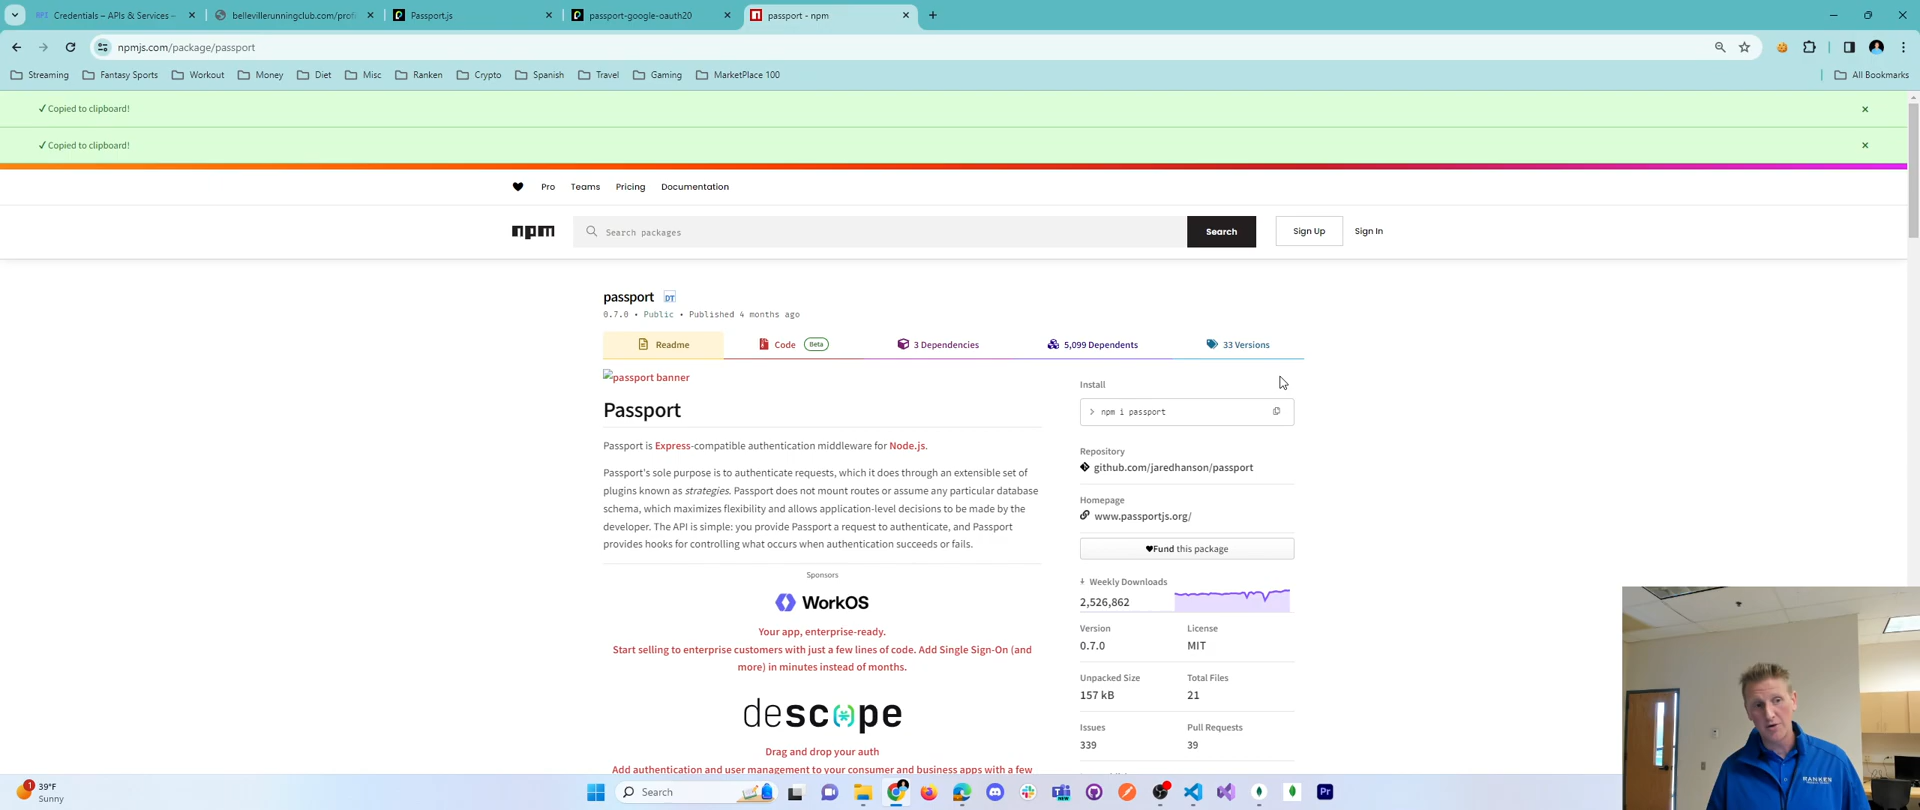 Credentials – APIs & Services –
bellevillerunningclub.com/profi
Passport.js
passport-google-oauth20
passport - npm
npmjs.com/package/passport
Streaming
Fantasy Sports
Workout
Money
Diet
Misc
Ranken
Crypto
Spanish
Travel
Gaming
MarketPlace 100
All Bookmarks
✓ Copied to clipboard!
✓ Copied to clipboard!
Pro
Teams
Pricing
Documentation
npm
Search packages
Search
Sign Up
Sign In
passport DT
0.7.0 • Public • Published 4 months ago
Readme
Code Beta
3 Dependencies
5,099 Dependents
33 Versions
passport banner
Passport
Passport is Express-compatible authentication middleware for Node.js.
Passport's sole purpose is to authenticate requests, which it does through an extensible set of
plugins known as strategies. Passport does not mount routes or assume any particular database
schema, which maximizes flexibility and allows application-level decisions to be made by the
developer. The API is simple: you provide Passport a request to authenticate, and Passport
provides hooks for controlling what occurs when authentication succeeds or fails.
Sponsors
WorkOS
Your app, enterprise-ready.
Start selling to enterprise customers with just a few lines of code. Add Single Sign-On (and
more) in minutes instead of months.
descope
Drag and drop your auth
Add authentication and user management to your consumer and business apps with a few
Install
> npm i passport
Repository
github.com/jaredhanson/passport
Homepage
www.passportjs.org/
Fund this package
Weekly Downloads
2,526,862
Version
0.7.0
License
MIT
Unpacked Size
157 kB
Total Files
21
Issues
339
Pull Requests
39
RANKEN
1
39°F
Sunny
Search
NEW
Pr